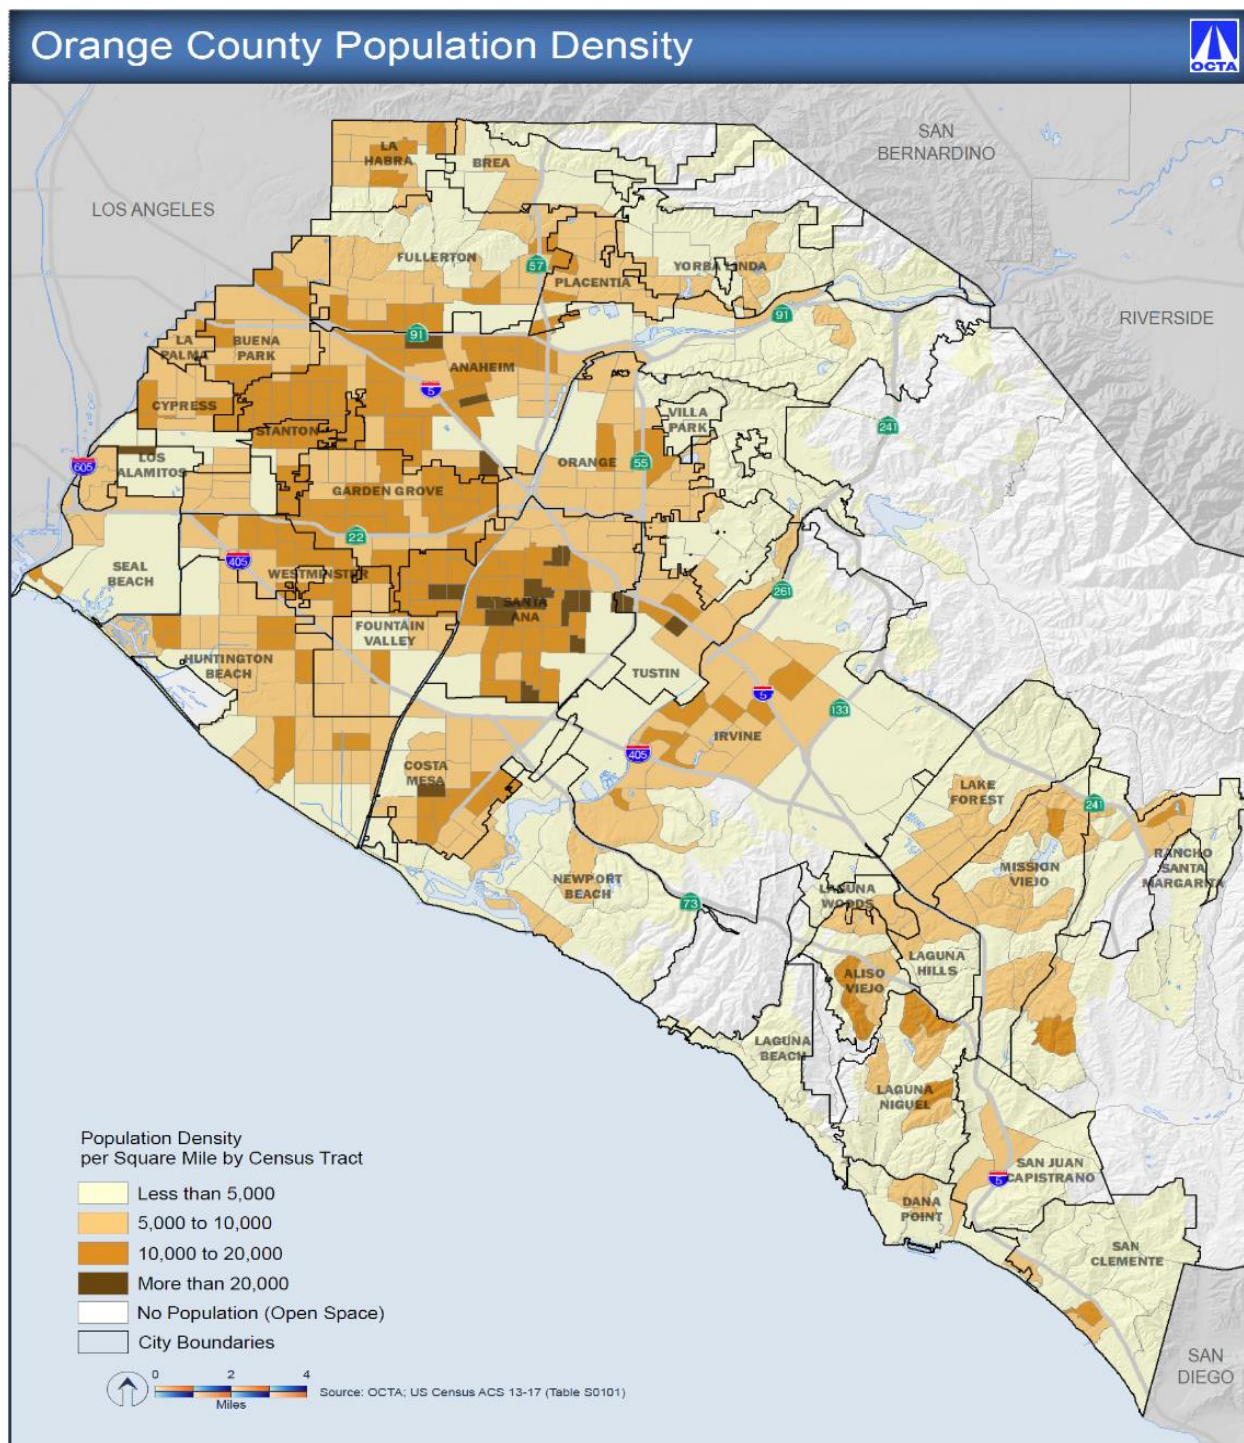 Orange County Population Density
OCTA
SAN
BERNARDINO
LOS ANGELES
RIVERSIDE
LA
HABRA
BREA
FULLERTON
57
PLACENTIA
YORBA LINDA
91
LA
PALMA
BUENA
PARK
91
ANAHEIM
5
CYPRESS
STANTON
VILLA
PARK
241
605
LOS
ALAMITOS
GARDEN GROVE
ORANGE
55
22
SEAL
BEACH
405
WESTMINSTER
SANTA
ANA
261
FOUNTAIN
VALLEY
HUNTINGTON
BEACH
TUSTIN
5
133
IRVINE
405
COSTA
MESA
LAKE
FOREST
241
MISSION
VIEJO
RANCHO
SANTA
MARGARITA
NEWPORT
BEACH
73
LAGUNA
WOODS
LAGUNA
HILLS
ALISO
VIEJO
LAGUNA
BEACH
LAGUNA
NIGUEL
SAN JUAN
CAPISTRANO
5
DANA
POINT
SAN
CLEMENTE
SAN
DIEGO
Population Density
per Square Mile by Census Tract
Less than 5,000
5,000 to 10,000
10,000 to 20,000
More than 20,000
No Population (Open Space)
City Boundaries
0 2 4
Miles
Source: OCTA; US Census ACS 13-17 (Table S0101)